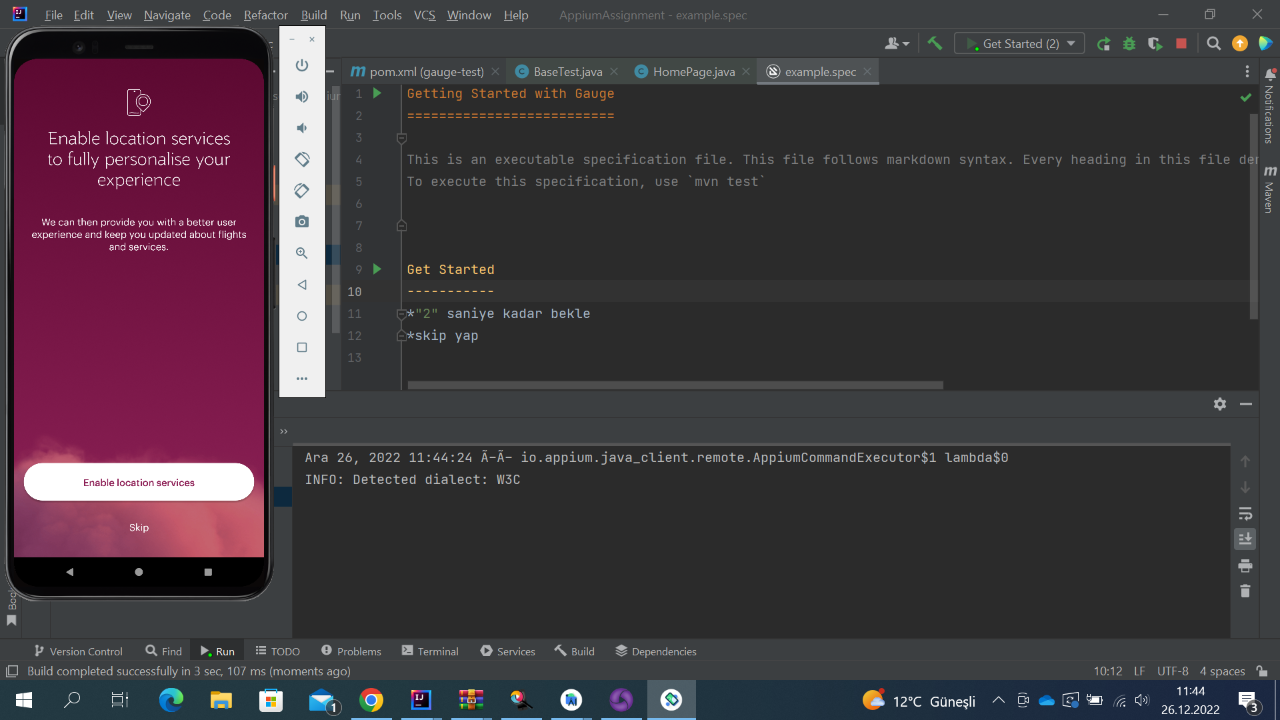 File Edit View Navigate Code Refactor Build Run Tools VCS Window Help AppiumAssignment - example.spec
Get Started (2)
pom.xml (gauge-test) BaseTest.java HomePage.java example.spec
1 Getting Started with Gauge
2 ==========================
3
4 This is an executable specification file. This file follows markdown syntax. Every heading in this file
5 To execute this specification, use `mvn test`
6
7
8
9 Get Started
10 -----------
11 *"2" saniye kadar bekle
12 *skip yap
13
Notifications
Maven
Enable location services
to fully personalise your
experience
We can then provide you with a better user
experience and keep you updated about flights
and services.
Enable location services
Skip
Ara 26, 2022 11:44:24 Ã-Ã- io.appium.java_client.remote.AppiumCommandExecutor$1 lambda$0
INFO: Detected dialect: W3C
Version Control Find Run TODO Problems Terminal Services Build Dependencies
Build completed successfully in 3 sec, 107 ms (moments ago) 10:12 LF UTF-8 4 spaces
1
12°C Güneşli
11:44
26.12.2022
3